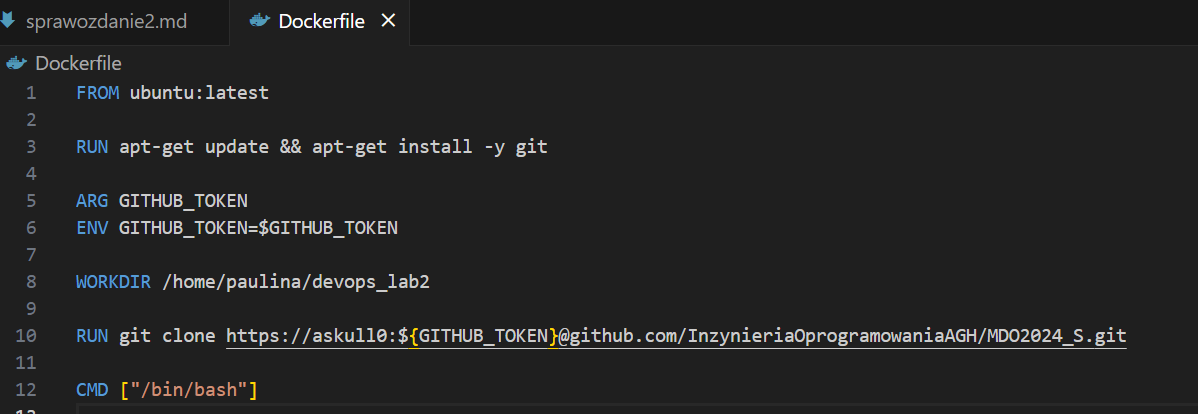 sprawozdanie2.md
Dockerfile
Dockerfile
1 FROM ubuntu:latest
2
3 RUN apt-get update && apt-get install -y git
4
5 ARG GITHUB_TOKEN
6 ENV GITHUB_TOKEN=$GITHUB_TOKEN
7
8 WORKDIR /home/paulina/devops_lab2
9
10 RUN git clone https://askull0:${GITHUB_TOKEN}@github.com/InzynieriaOprogramowaniaAGH/MDO2024_S.git
11
12 CMD ["/bin/bash"]
13